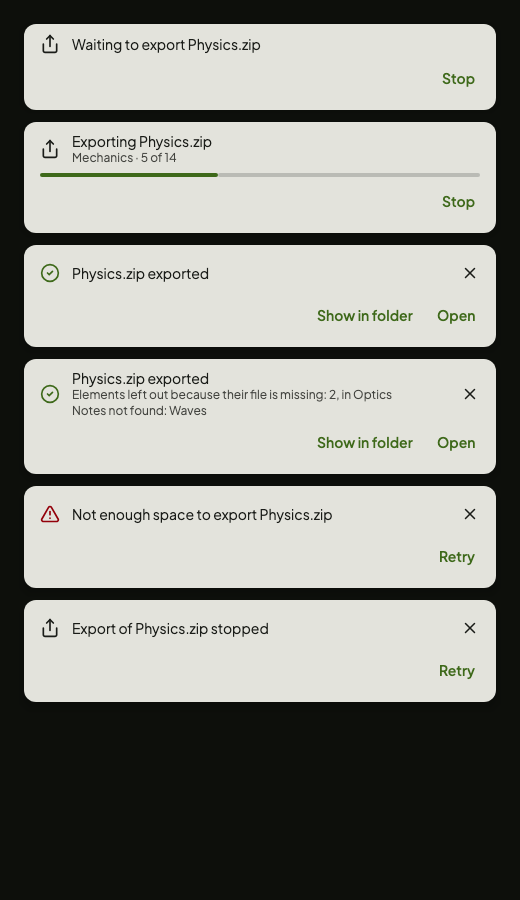 Waiting to export Physics.zip
Stop
Exporting Physics.zip
Mechanics · 5 of 14
Stop
Physics.zip exported
Show in folder Open
Physics.zip exported
Elements left out because their file is missing: 2, in Optics
Notes not found: Waves
Show in folder Open
Not enough space to export Physics.zip
Retry
Export of Physics.zip stopped
Retry